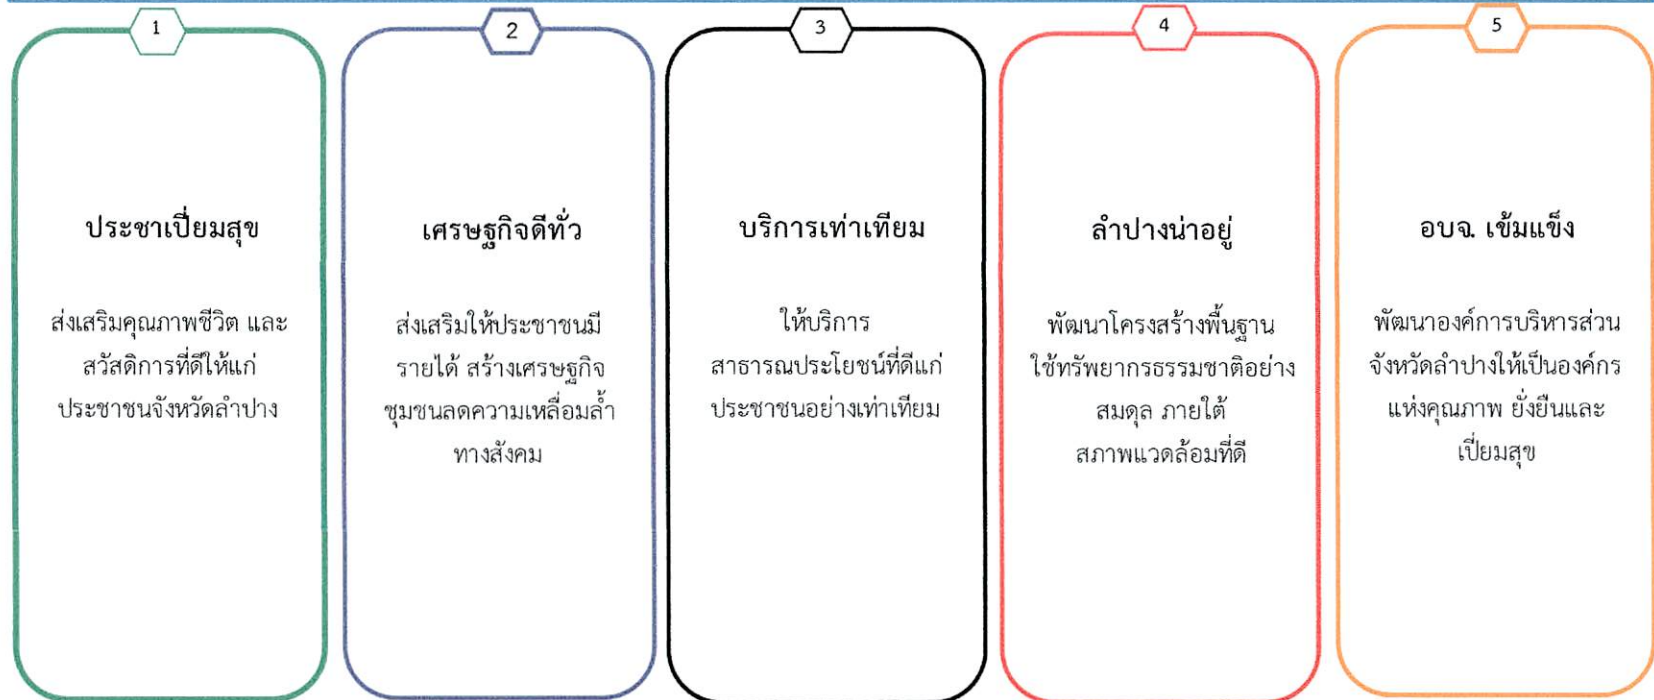 1
ประชาเปี่ยมสุข
ส่งเสริมคุณภาพชีวิต และ
สวัสดิการที่ดีให้แก่
ประชาชนจังหวัดลำปาง
2
เศรษฐกิจดีทั่ว
ส่งเสริมให้ประชาชนมี
รายได้ สร้างเศรษฐกิจ
ชุมชนลดความเหลื่อมล้ำ
ทางสังคม
3
บริการเท่าเทียม
ให้บริการ
สาธารณประโยชน์ที่ดีแก่
ประชาชนอย่างเท่าเทียม
4
ลำปางน่าอยู่
พัฒนาโครงสร้างพื้นฐาน
ใช้ทรัพยากรธรรมชาติอย่าง
สมดุล ภายใต้
สภาพแวดล้อมที่ดี
5
อบจ. เข้มแข็ง
พัฒนาองค์การบริหารส่วน
จังหวัดลำปางให้เป็นองค์กร
แห่งคุณภาพ ยั่งยืนและ
เปี่ยมสุข